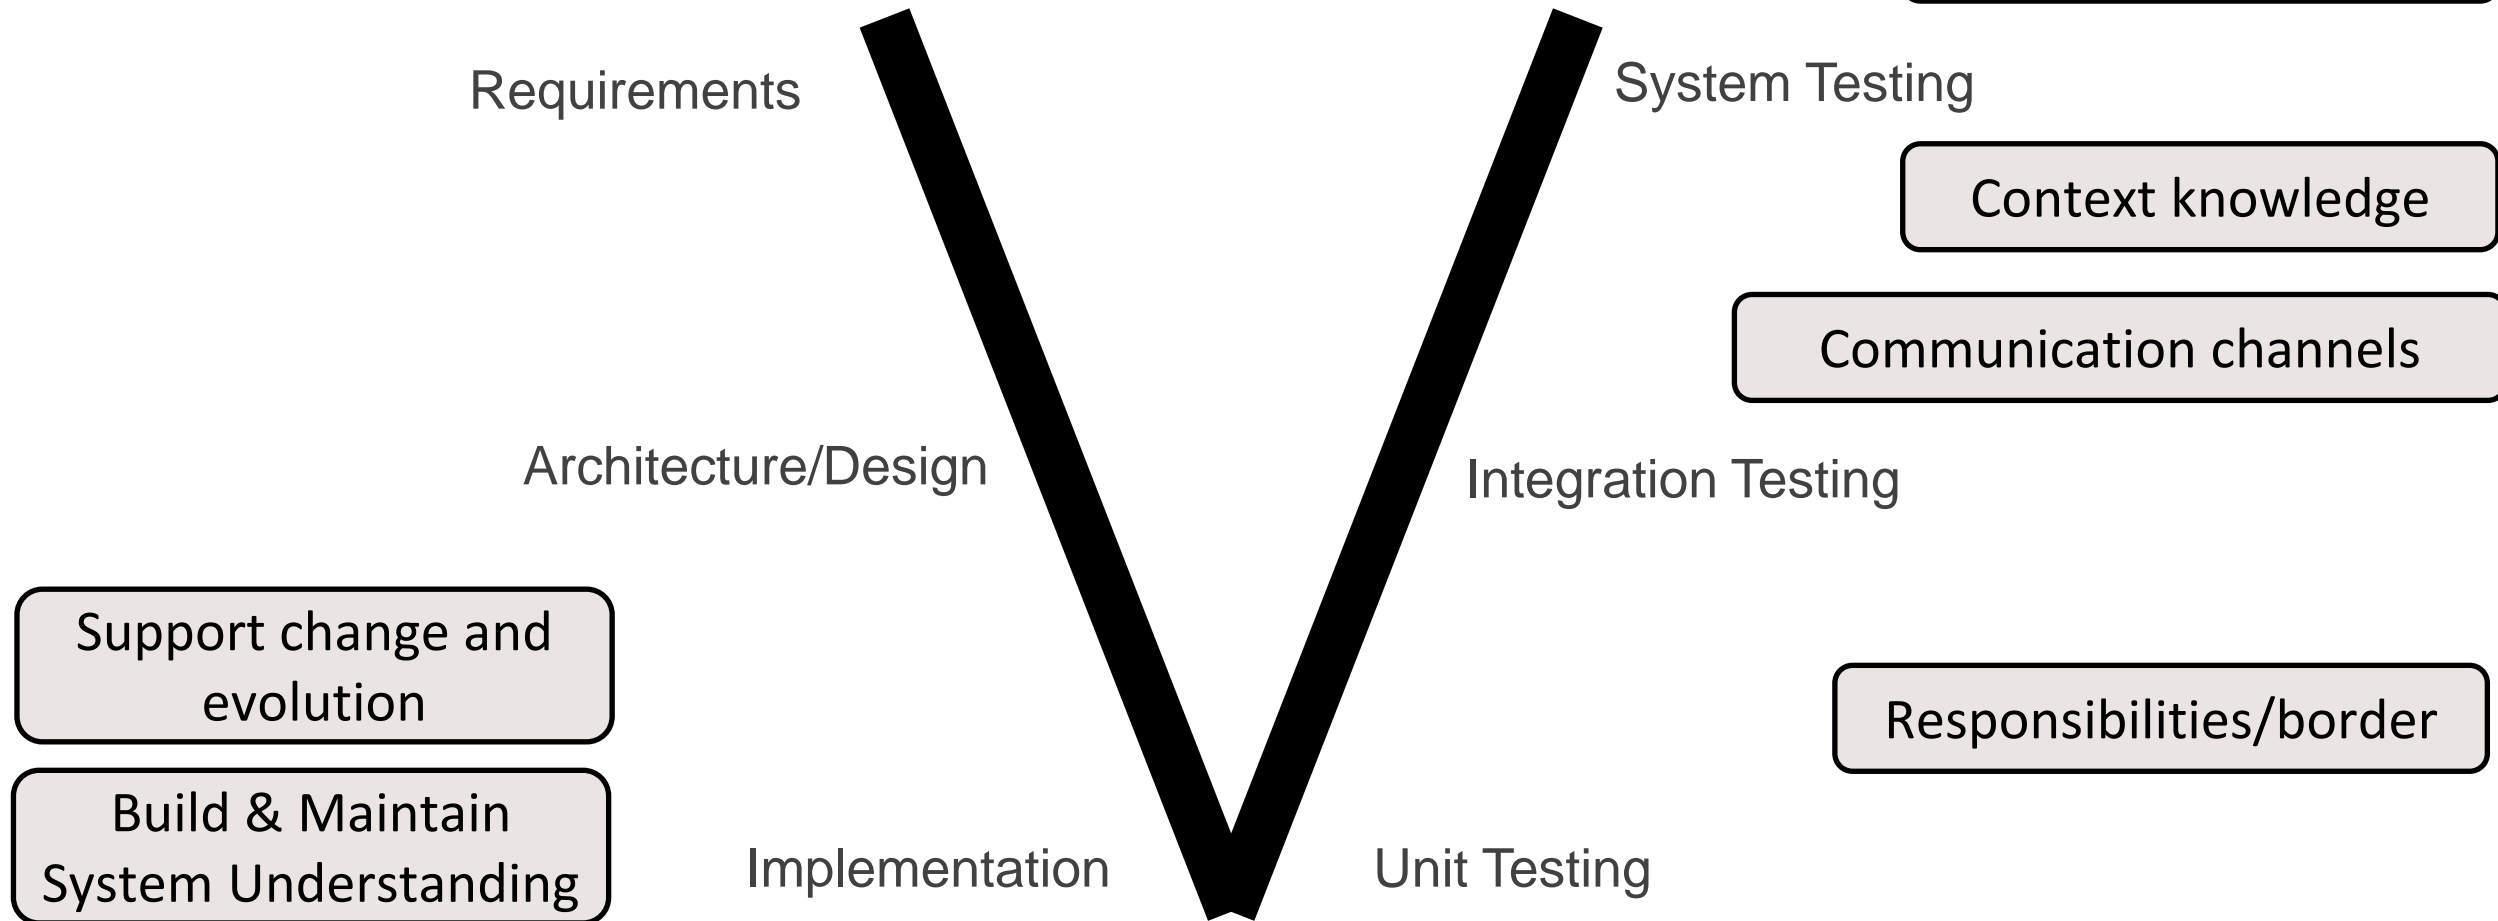 Requirements
System Testing
Context knowledge
Communication channels
Architecture/Design
Integration Testing
Support change and
evolution
Responsibilities/border
Build & Maintain
System Understanding
Implementation
Unit Testing